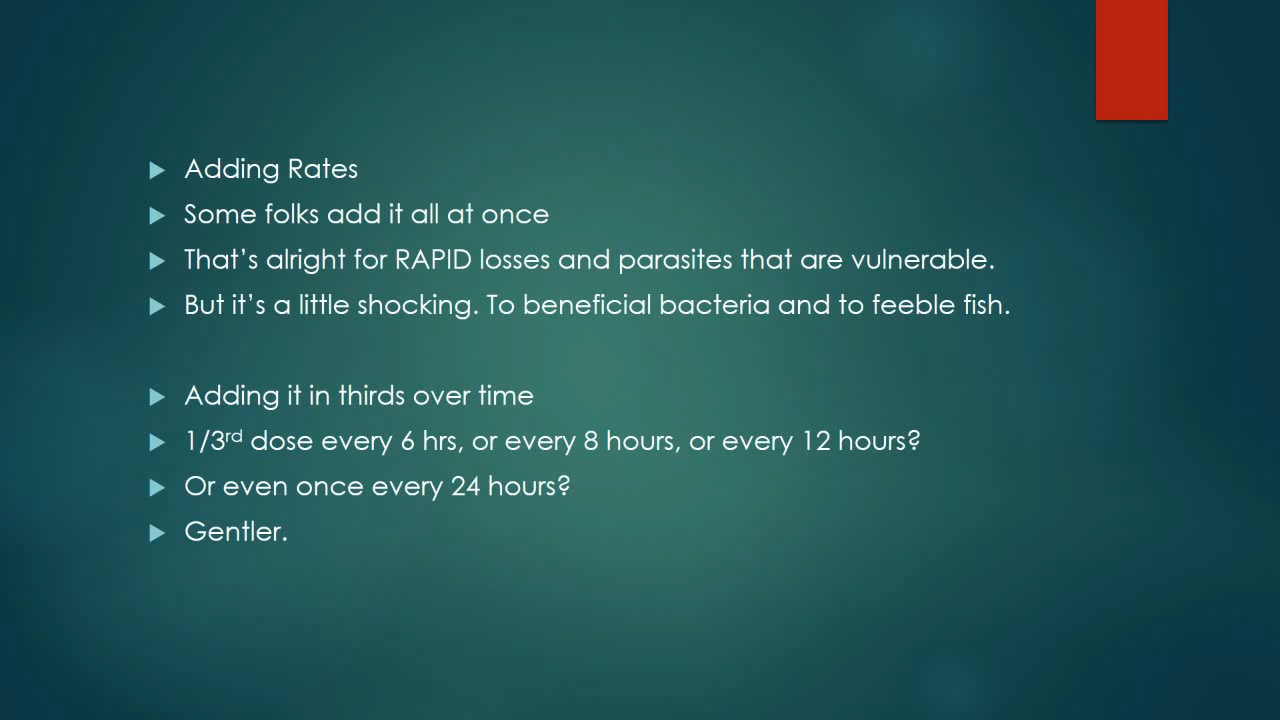 Adding Rates
Some folks add it all at once
That’s alright for RAPID losses and parasites that are vulnerable.
But it’s a little shocking. To beneficial bacteria and to feeble fish.
Adding it in thirds over time
1/3rd dose every 6 hrs, or every 8 hours, or every 12 hours?
Or even once every 24 hours?
Gentler.